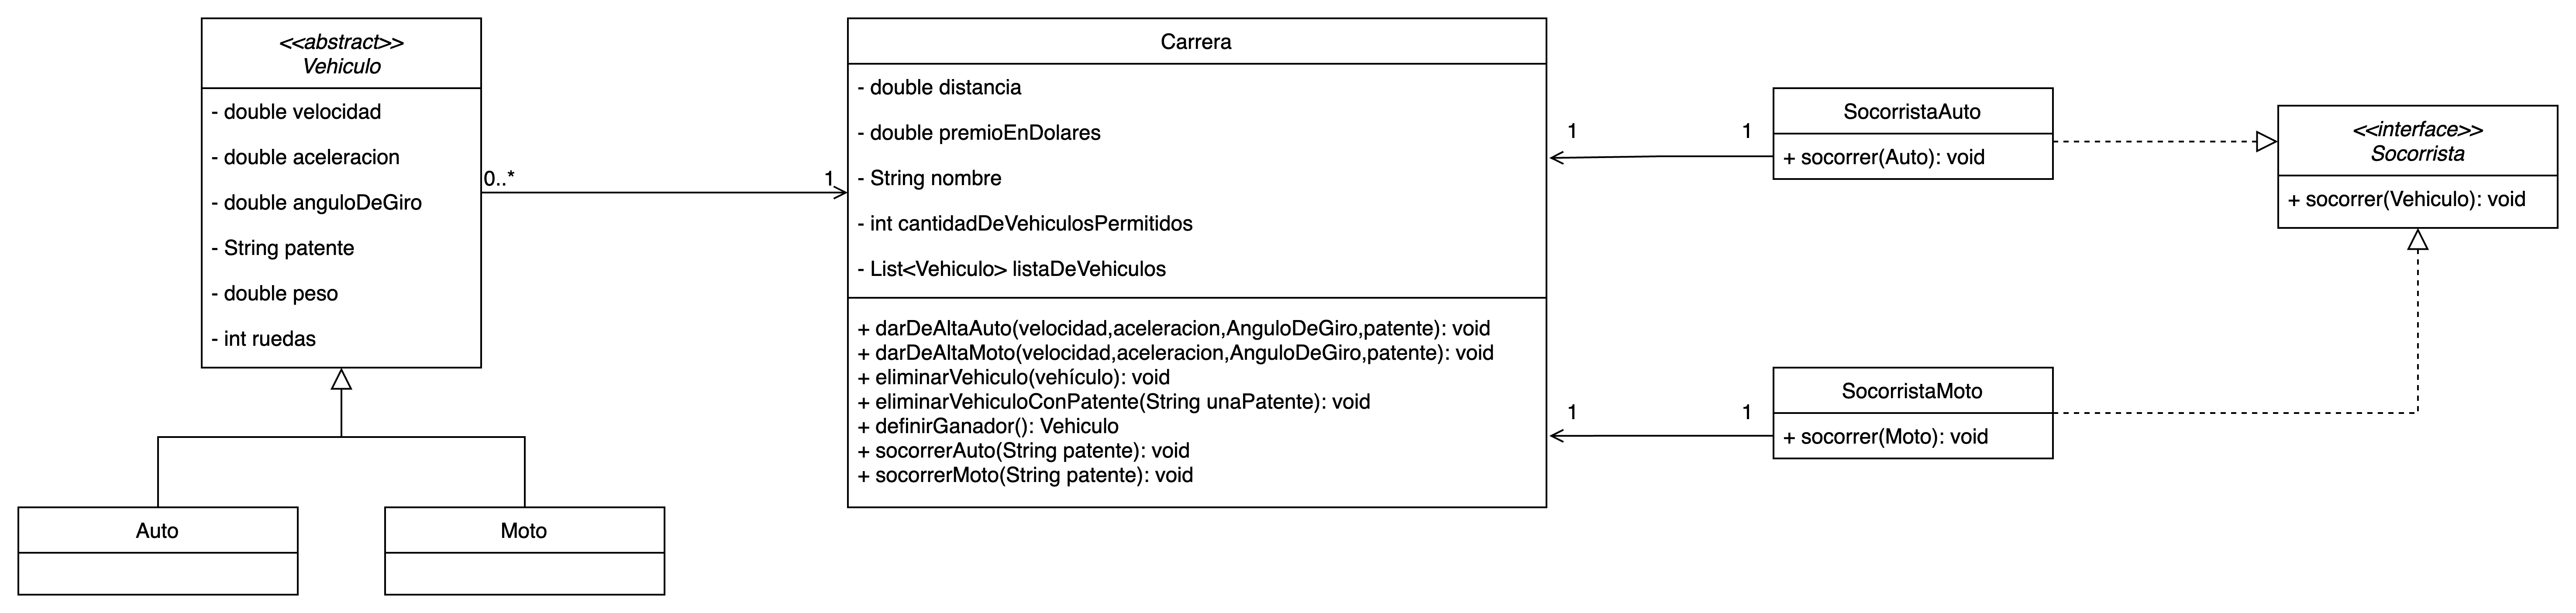 <<abstract>>
Vehiculo
- double velocidad
- double aceleracion
- double anguloDeGiro
- String patente
- double peso
- int ruedas
Auto
Moto
0..*
1
Carrera
- double distancia
- double premioEnDolares
- String nombre
- int cantidadDeVehiculosPermitidos
- List<Vehiculo> listaDeVehiculos
+ darDeAltaAuto(velocidad,aceleracion,AnguloDeGiro,patente): void
+ darDeAltaMoto(velocidad,aceleracion,AnguloDeGiro,patente): void
+ eliminarVehiculo(vehículo): void
+ eliminarVehiculoConPatente(String unaPatente): void
+ definirGanador(): Vehiculo
+ socorrerAuto(String patente): void
+ socorrerMoto(String patente): void
1
1
SocorristaAuto
+ socorrer(Auto): void
1
1
SocorristaMoto
+ socorrer(Moto): void
<<interface>>
Socorrista
+ socorrer(Vehiculo): void